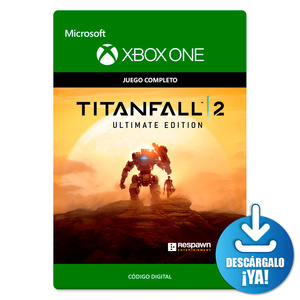 Microsoft
XBOX ONE
JUEGO COMPLETO
TITANFALL 2
ULTIMATE EDITION
Respawn
ENTERTAINMENT
DESCÁRGALO
¡YA!
CÓDIGO DIGITAL